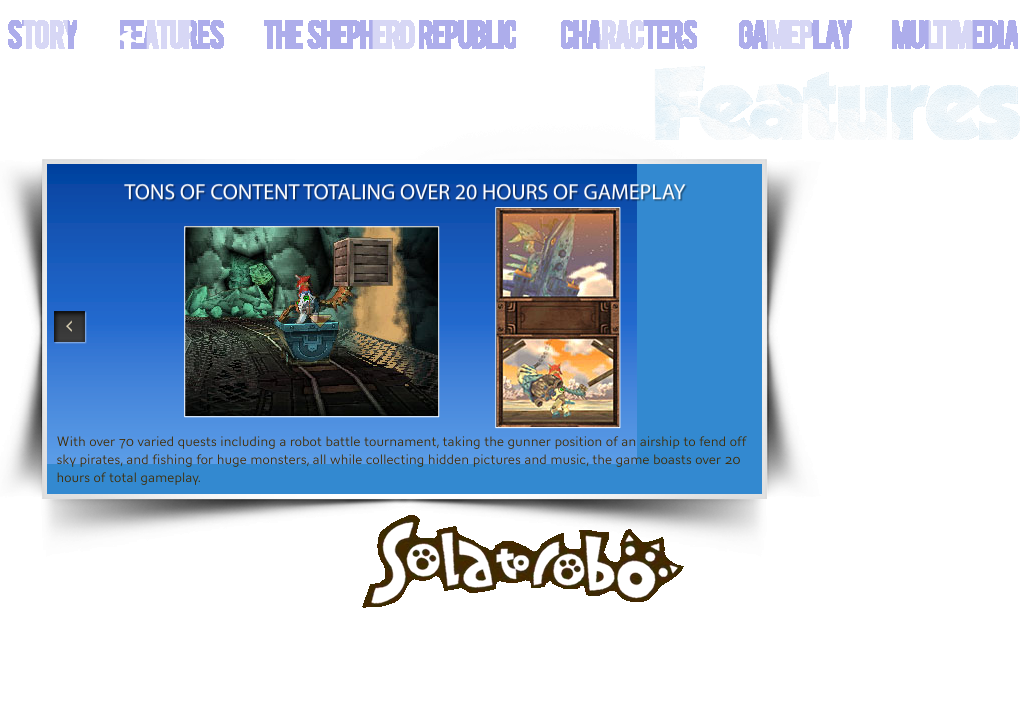 STORY FEATURES THE SHEPHERD REPUBLIC CHARACTERS GAMEPLAY MULTIMEDIA
Features
TONS OF CONTENT TOTALING OVER 20 HOURS OF GAMEPLAY
With over 70 varied quests including a robot battle tournament, taking the gunner position of an airship to fend off
sky pirates, and fishing for huge monsters, all while collecting hidden pictures and music, the game boasts over 20
hours of total gameplay.
Solatorobo